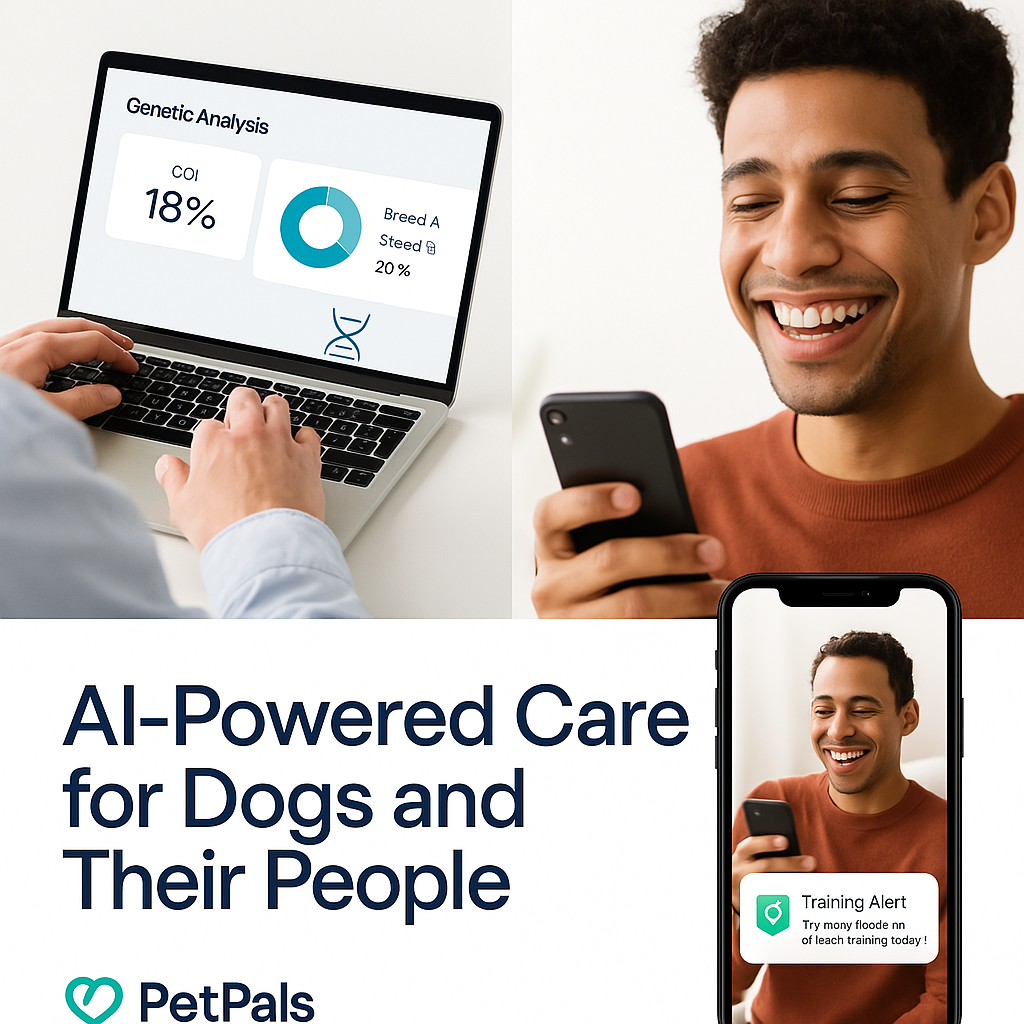 Genetic Analysis
COI
18%
Breed A
Steed
20 %
AI-Powered Care
for Dogs and
Their People
Training Alert
Try mony floode nn
of leach training today !
PetPals